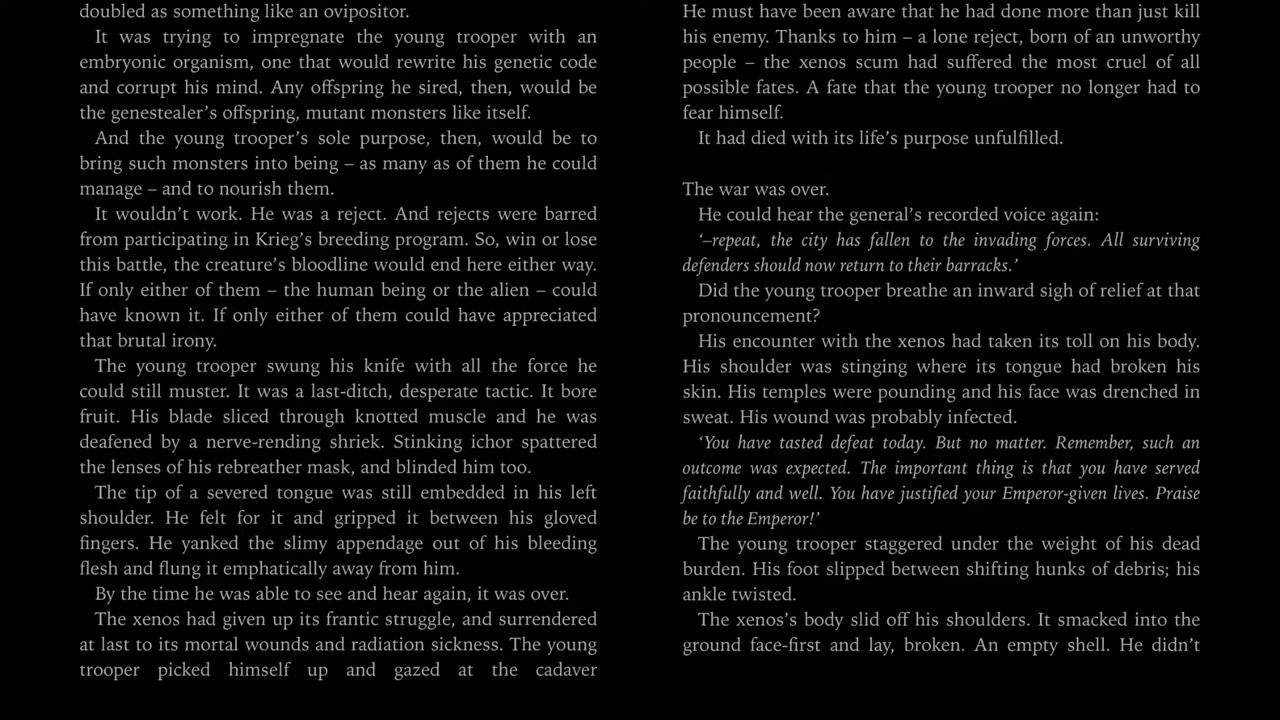 doubled as something like an ovipositor.
It was trying to impregnate the young trooper with an
embryonic organism, one that would rewrite his genetic code
and corrupt his mind. Any offspring he sired, then, would be
the genestealer’s offspring, mutant monsters like itself.
And the young trooper’s sole purpose, then, would be to
bring such monsters into being – as many as of them he could
manage – and to nourish them.
It wouldn’t work. He was a reject. And rejects were barred
from participating in Krieg’s breeding program. So, win or lose
this battle, the creature’s bloodline would end here either way.
If only either of them – the human being or the alien – could
have known it. If only either of them could have appreciated
that brutal irony.
The young trooper swung his knife with all the force he
could still muster. It was a last-ditch, desperate tactic. It bore
fruit. His blade sliced through knotted muscle and he was
deafened by a nerve-rending shriek. Stinking ichor spattered
the lenses of his rebreather mask, and blinded him too.
The tip of a severed tongue was still embedded in his left
shoulder. He felt for it and gripped it between his gloved
fingers. He yanked the slimy appendage out of his bleeding
flesh and flung it emphatically away from him.
By the time he was able to see and hear again, it was over.
The xenos had given up its frantic struggle, and surrendered
at last to its mortal wounds and radiation sickness. The young
trooper picked himself up and gazed at the cadaver
He must have been aware that he had done more than just kill
his enemy. Thanks to him – a lone reject, born of an unworthy
people – the xenos scum had suffered the most cruel of all
possible fates. A fate that the young trooper no longer had to
fear himself.
It had died with its life’s purpose unfulfilled.
The war was over.
He could hear the general’s recorded voice again:
‘–repeat, the city has fallen to the invading forces. All surviving
defenders should now return to their barracks.’
Did the young trooper breathe an inward sigh of relief at that
pronouncement?
His encounter with the xenos had taken its toll on his body.
His shoulder was stinging where its tongue had broken his
skin. His temples were pounding and his face was drenched in
sweat. His wound was probably infected.
‘You have tasted defeat today. But no matter. Remember, such an
outcome was expected. The important thing is that you have served
faithfully and well. You have justified your Emperor-given lives. Praise
be to the Emperor!’
The young trooper staggered under the weight of his dead
burden. His foot slipped between shifting hunks of debris; his
ankle twisted.
The xenos’s body slid off his shoulders. It smacked into the
ground face-first and lay, broken. An empty shell. He didn’t